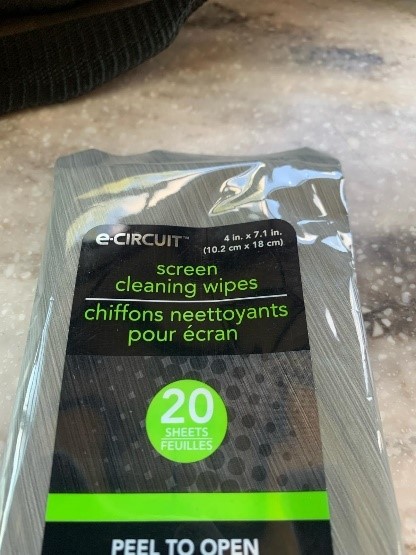 e-CIRCUIT™
4 in. x 7.1 in.
(10.2 cm x 18 cm)
screen
cleaning wipes
chiffons neettoyants
pour écran
20
SHEETS
FEUILLES
PEEL TO OPEN